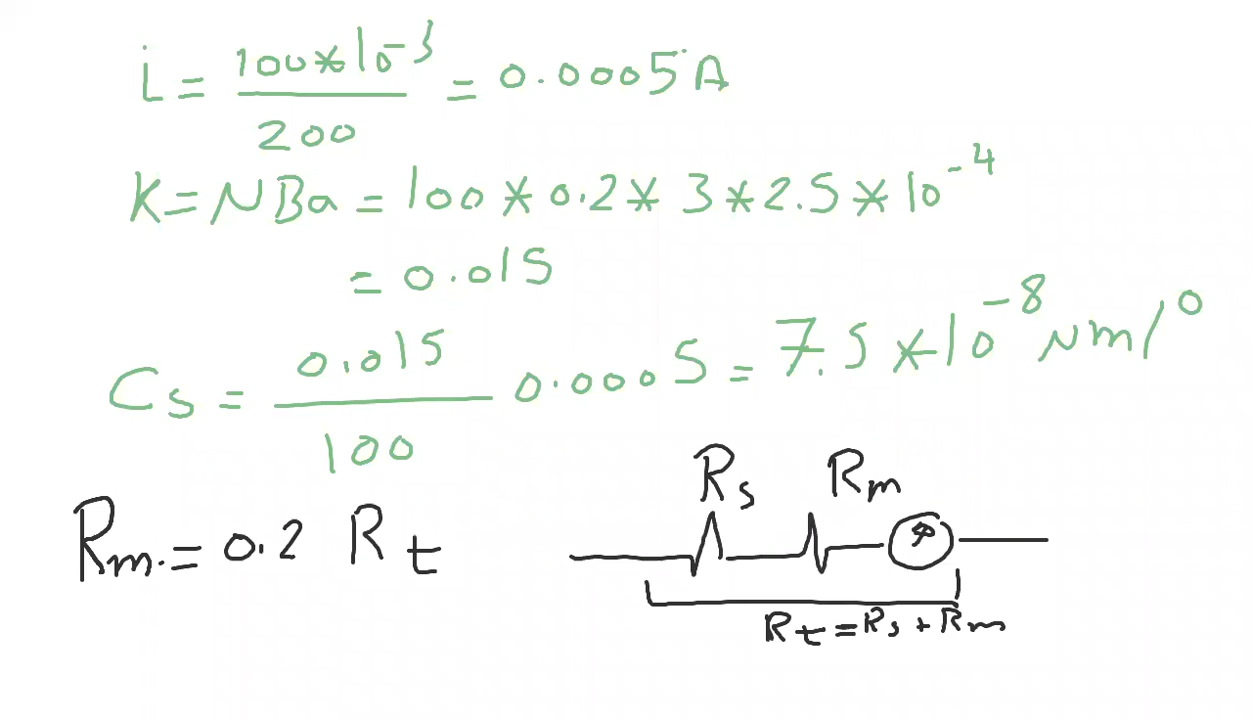 i = 100*10^-3 / 200 = 0.0005 A
K = NBa = 100 * 0.2 * 3 * 2.5 * 10^-4
= 0.015
Cs = 0.015 / 100 0.0005 = 7.5 * 10^-8 Nm/°
Rs Rm
Rm = 0.2 Rt
Rt = Rs + Rm